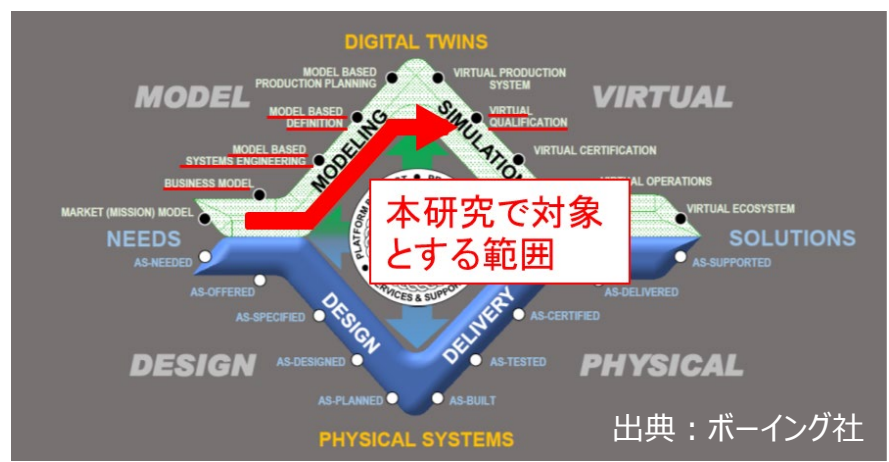 DIGITAL TWINS
MODEL
VIRTUAL
MODEL BASED
PRODUCTION PLANNING
VIRTUAL PRODUCTION
SYSTEM
MODEL BASED
DEFINITION
VIRTUAL
QUALIFICATION
MODEL BASED
SYSTEMS ENGINEERING
VIRTUAL CERTIFICATION
BUSINESS MODEL
VIRTUAL OPERATIONS
MARKET (MISSION) MODEL
VIRTUAL ECOSYSTEM
MODELING
SIMULATION
本研究で対象
とする範囲
NEEDS
SOLUTIONS
AS-NEEDED
AS-SUPPORTED
AS-OFFERED
AS-DELIVERED
SERVICES & SUPPORT
AS-SPECIFIED
AS-CERTIFIED
DESIGN
DELIVERY
DESIGN
PHYSICAL
AS-DESIGNED
AS-TESTED
AS-PLANNED
AS-BUILT
PHYSICAL SYSTEMS
出典：ボーイング社